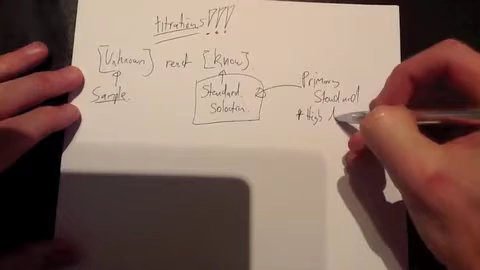 titrations!!!
[Unknown] react [know].
Sample.
Standard
Solution.
Primary
Standard
* High